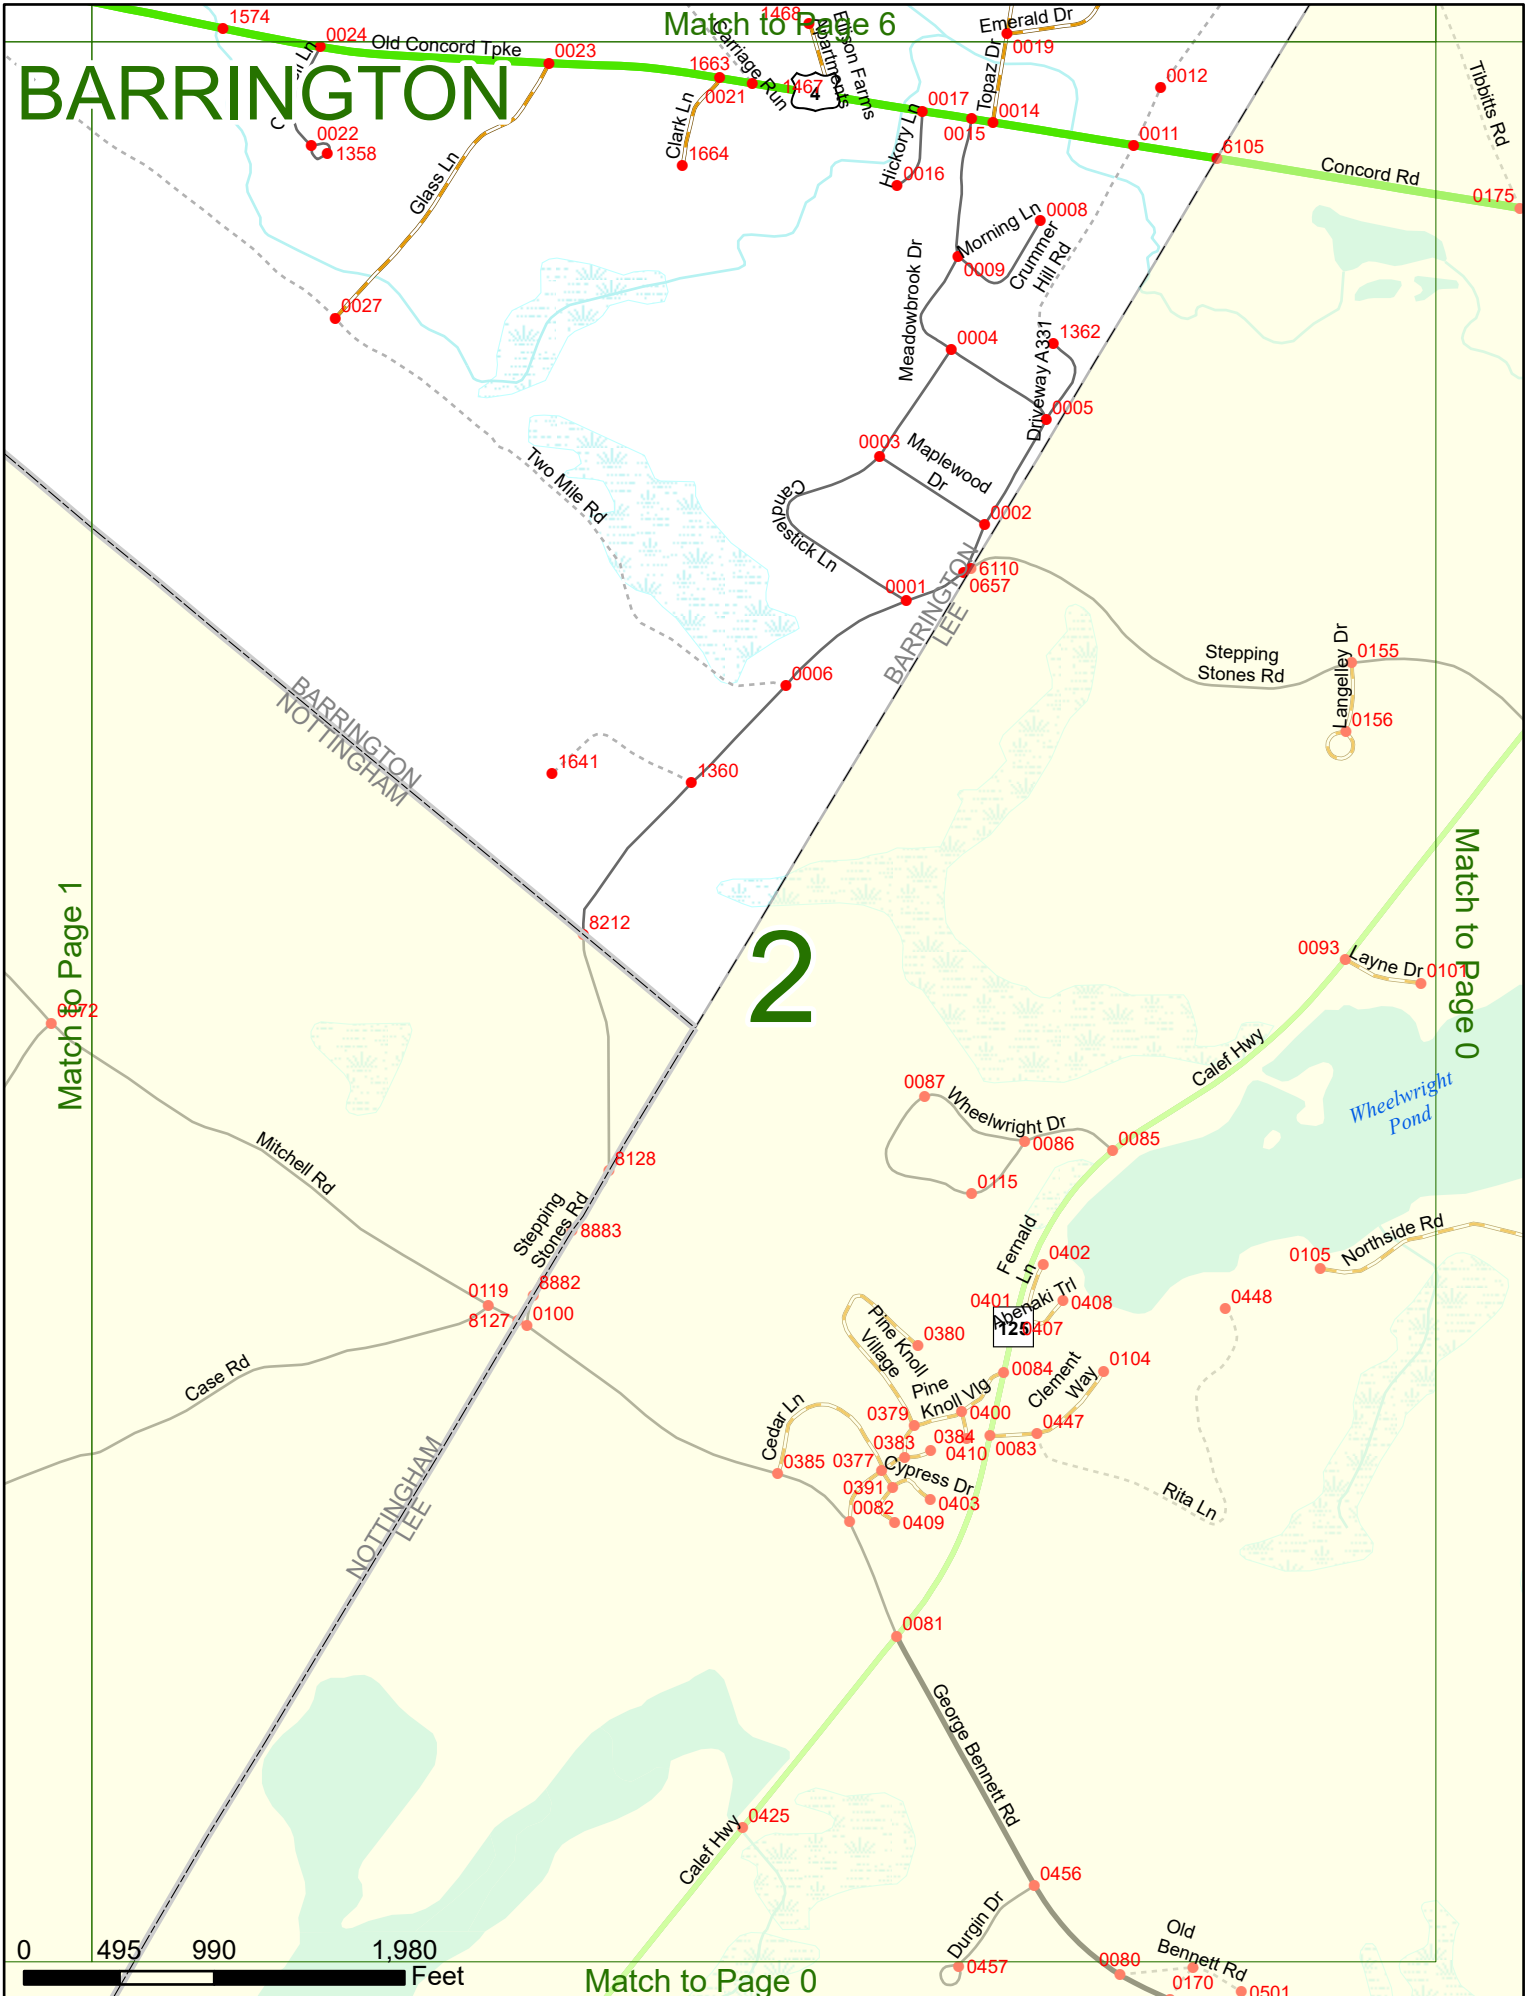 Match to Page 6
BARRINGTON
1574
0024
Old Concord Tpke
0023
1663
0021
Carriage Run
1467
1468
4
Ellison Farms
Apartments
Emerald Dr
0019
Topaz Dr
0012
Tibbitts Rd
0017
0015
0014
0011
6105
Concord Rd
0175
0022
1358
Glass Ln
Clark Ln
1664
Hickory Ln
0016
0027
Morning Ln
0008
0009
Crummer
Hill Rd
Meadowbrook Dr
0004
1362
Driveway A331
0005
0003
Maplewood
Dr
Two Mile Rd
Candlestick Ln
0002
6110
0657
0001
BARRINGTON
LEE
0006
Stepping
Stones Rd
Langelley Dr
0155
0156
BARRINGTON
NOTTINGHAM
1641
1360
8212
2
Match to Page 1
Match to Page 0
0093
Layne Dr
0101
0072
Calef Hwy
Wheelwright
Pond
0087
Wheelwright Dr
0086
0085
0115
Mitchell Rd
8128
Stepping
Stones Rd
8883
8882
0119
8127
0100
Case Rd
Fernald
Ln
0402
0105
Northside Rd
0401
Abenaki Trl
0408
125
0407
0448
Pine Knoll
Village
0380
0084
Clement
Way
0104
Pine
Knoll Vlg
0400
0379
0447
0083
0384
0410
0383
0377
Cedar Ln
0385
Cypress Dr
0391
0403
0082
0409
Rita Ln
NOTTINGHAM
LEE
0081
George Bennett Rd
0425
Calef Hwy
0456
Durgin Dr
0457
0080
Old
Bennett Rd
0170
0501
0 495 990 1,980
Feet
Match to Page 0